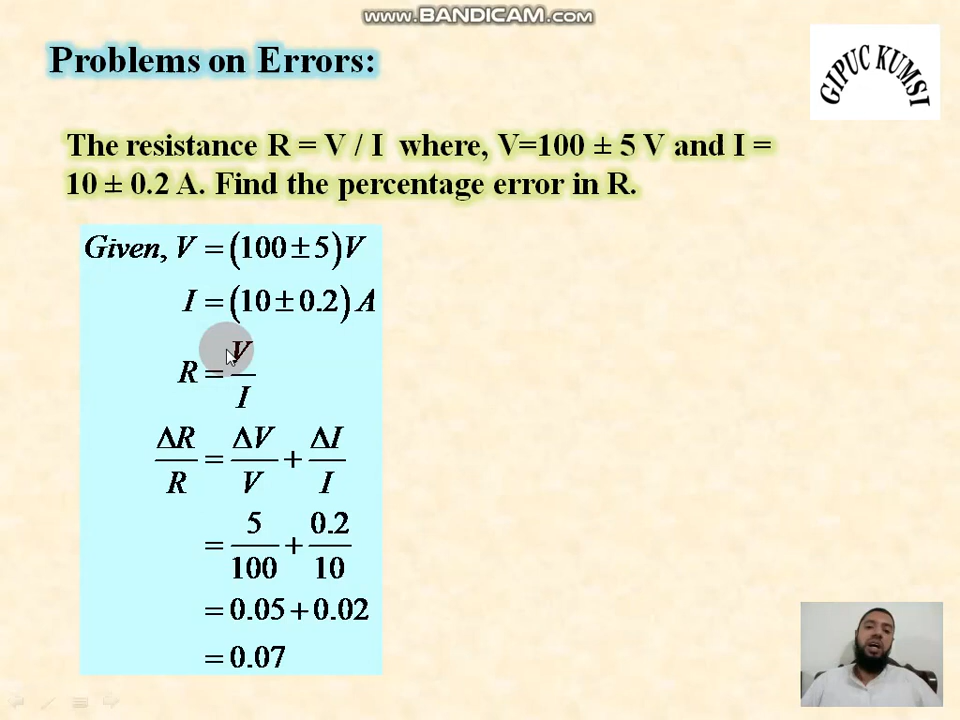 www.BANDICAM.com
Problems on Errors:
GIPUC KUMSI
The resistance R = V / I where, V=100 ± 5 V and I =
10 ± 0.2 A. Find the percentage error in R.
Given, V = (100 ± 5) V
I = (10 ± 0.2) A
R = V/I
ΔR/R = ΔV/V + ΔI/I
= 5/100 + 0.2/10
= 0.05 + 0.02
= 0.07